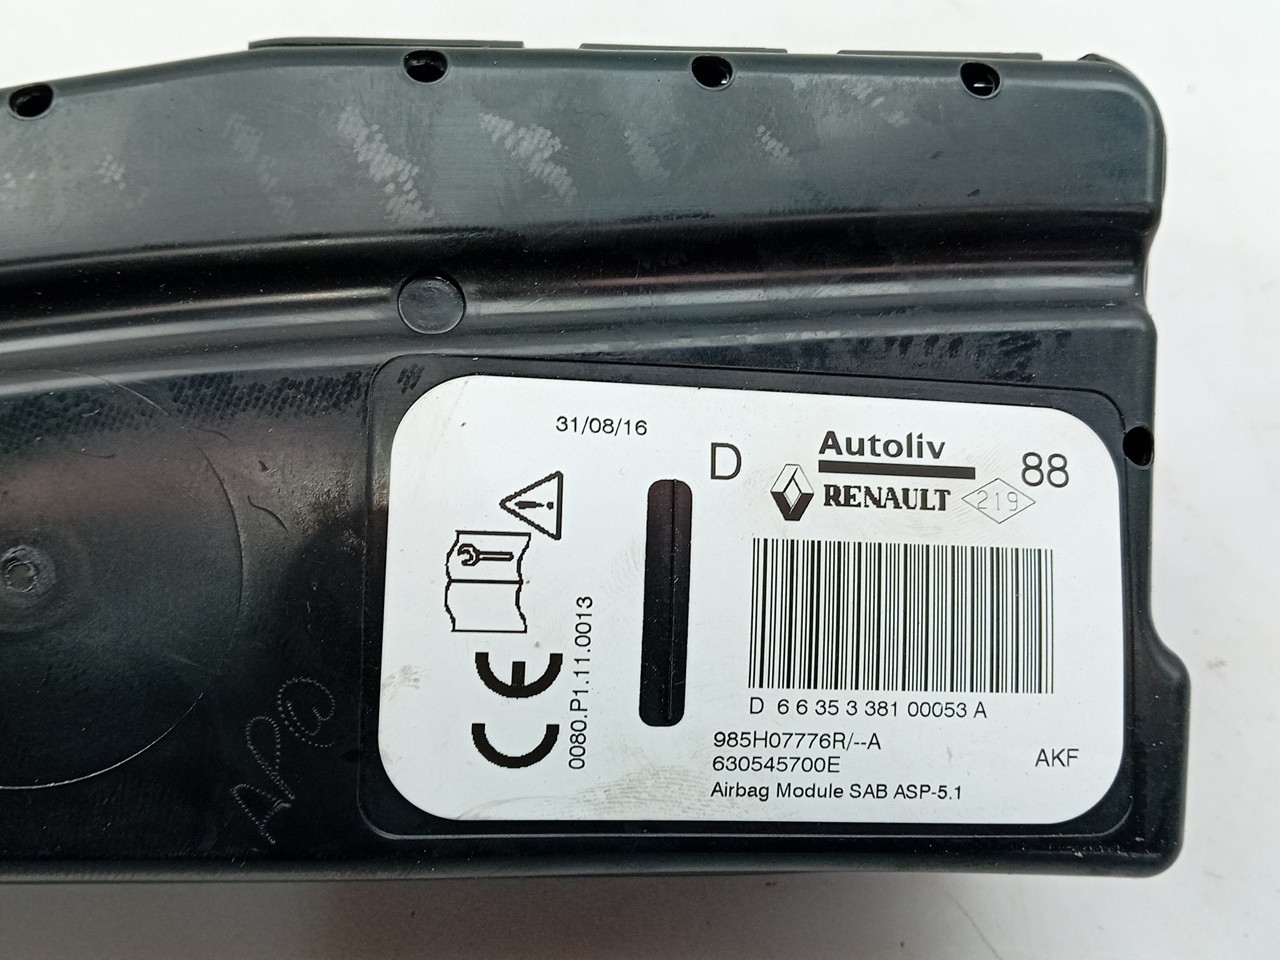 31/08/16
D
Autoliv
RENAULT
219
88
0080.P1.11.0013
CE
D 6 6 35 3 381 00053 A
985H07776R/--A
630545700E
AKF
Airbag Module SAB ASP-5.1